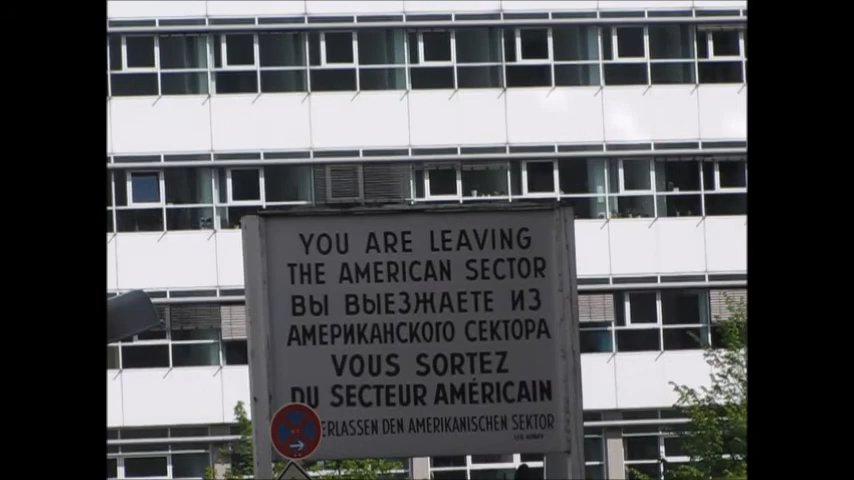 YOU ARE LEAVING
THE AMERICAN SECTOR
ВЫ ВЫЕЗЖАЕТЕ ИЗ
АМЕРИКАНСКОГО СЕКТОРА
VOUS SORTEZ
DU SECTEUR AMÉRICAIN
ERLASSEN DEN AMERIKANISCHEN SEKTOR